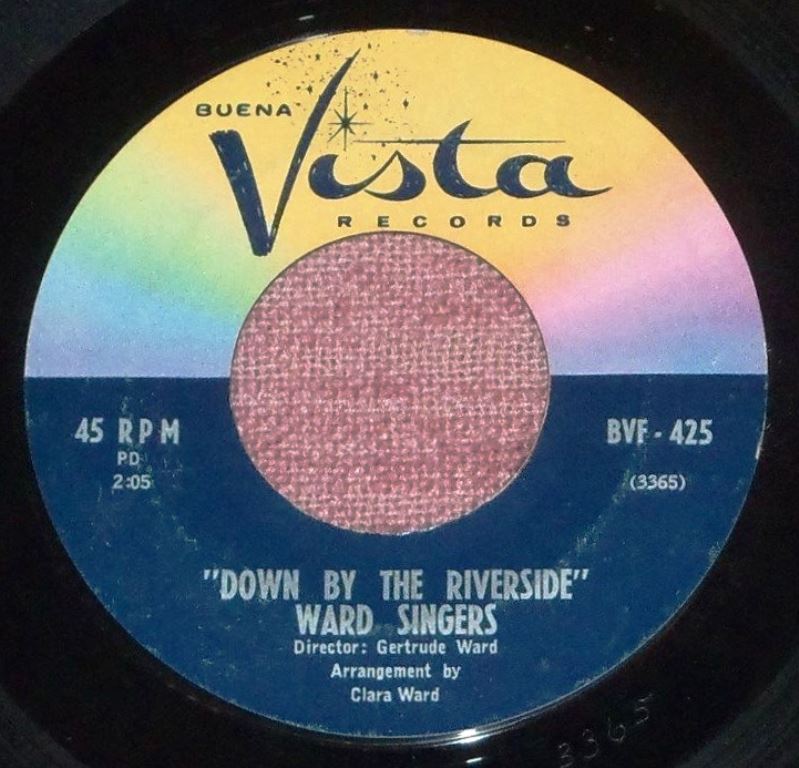 BUENA
Vista
RECORDS
45 RPM
PD
2:05
BVF - 425
(3365)
"DOWN BY THE RIVERSIDE"
WARD SINGERS
Director: Gertrude Ward
Arrangement by
Clara Ward
3365